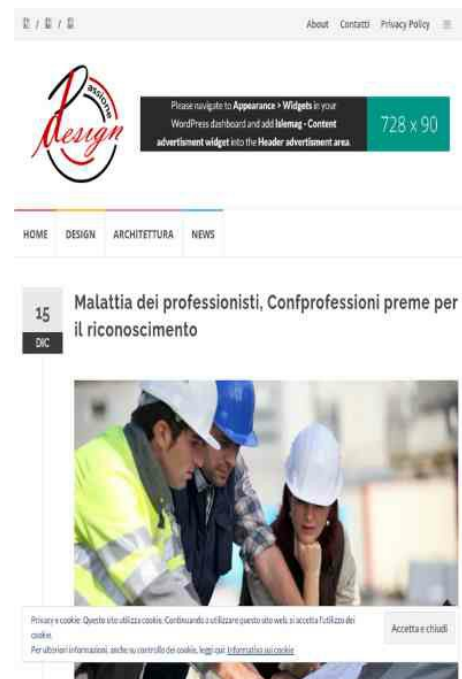 / / 
About Contatti Privacy Policy
Passione
Design
Please navigate to Appearance > Widgets in your
WordPress dashboard and add Islemag - Content
advertisment widget into the Header advertisment area.
728 x 90
HOME DESIGN ARCHITETTURA NEWS
15
DIC
Malattia dei professionisti, Confprofessioni preme per
il riconoscimento
Privacy e cookie: Questo sito utilizza cookie. Continuando a utilizzare questo sito web, si accetta l'utilizzo dei
cookie.
Per ulteriori informazioni, anche su controllo dei cookie, leggi qui: Informativa sui cookie
Accetta e chiudi